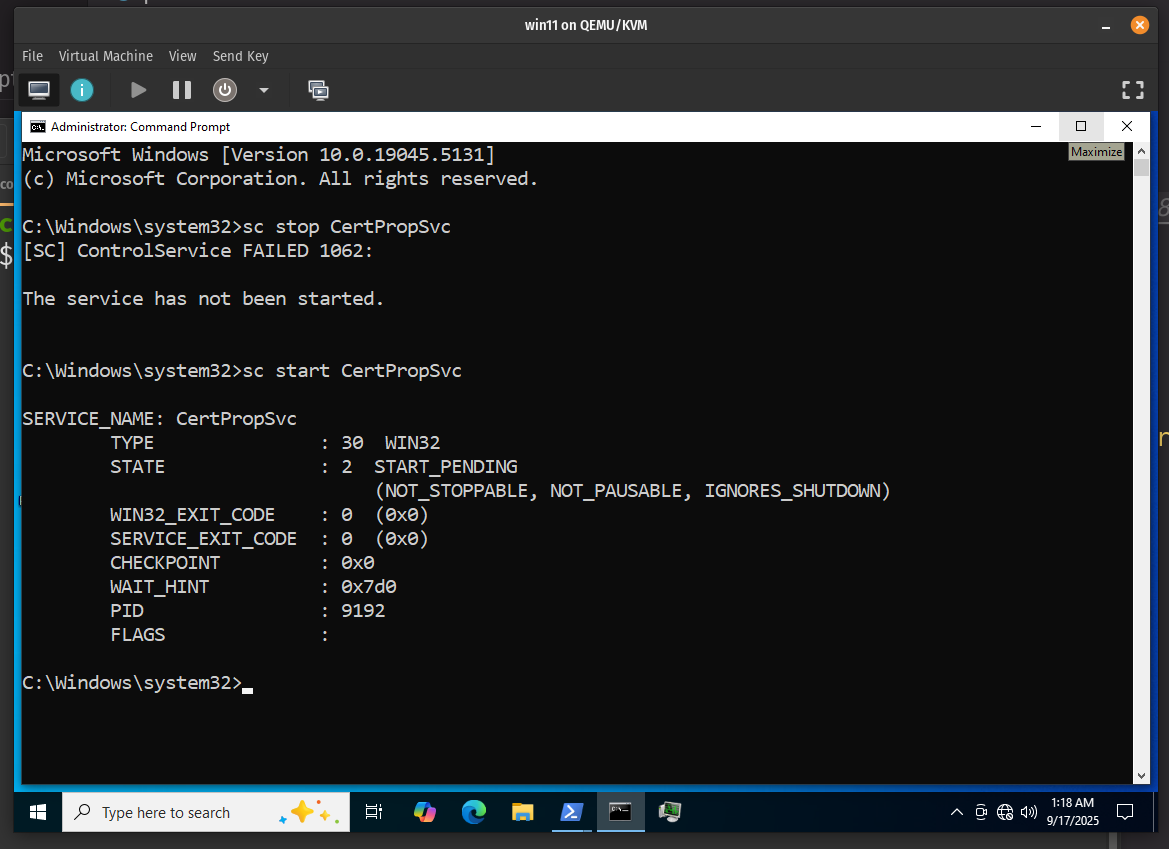 win11 on QEMU/KVM
File Virtual Machine View Send Key
Administrator: Command Prompt
Maximize
Microsoft Windows [Version 10.0.19045.5131]
(c) Microsoft Corporation. All rights reserved.
C:\Windows\system32>sc stop CertPropSvc
[SC] ControlService FAILED 1062:
The service has not been started.
C:\Windows\system32>sc start CertPropSvc
SERVICE_NAME: CertPropSvc
TYPE : 30 WIN32
STATE : 2 START_PENDING
(NOT_STOPPABLE, NOT_PAUSABLE, IGNORES_SHUTDOWN)
WIN32_EXIT_CODE : 0 (0x0)
SERVICE_EXIT_CODE : 0 (0x0)
CHECKPOINT : 0x0
WAIT_HINT : 0x7d0
PID : 9192
FLAGS :
C:\Windows\system32>
Type here to search
1:18 AM
9/17/2025